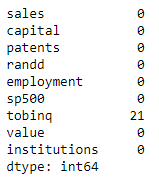 sales 0
capital 0
patents 0
randd 0
employment 0
sp500 0
tobinq 21
value 0
institutions 0
dtype: int64